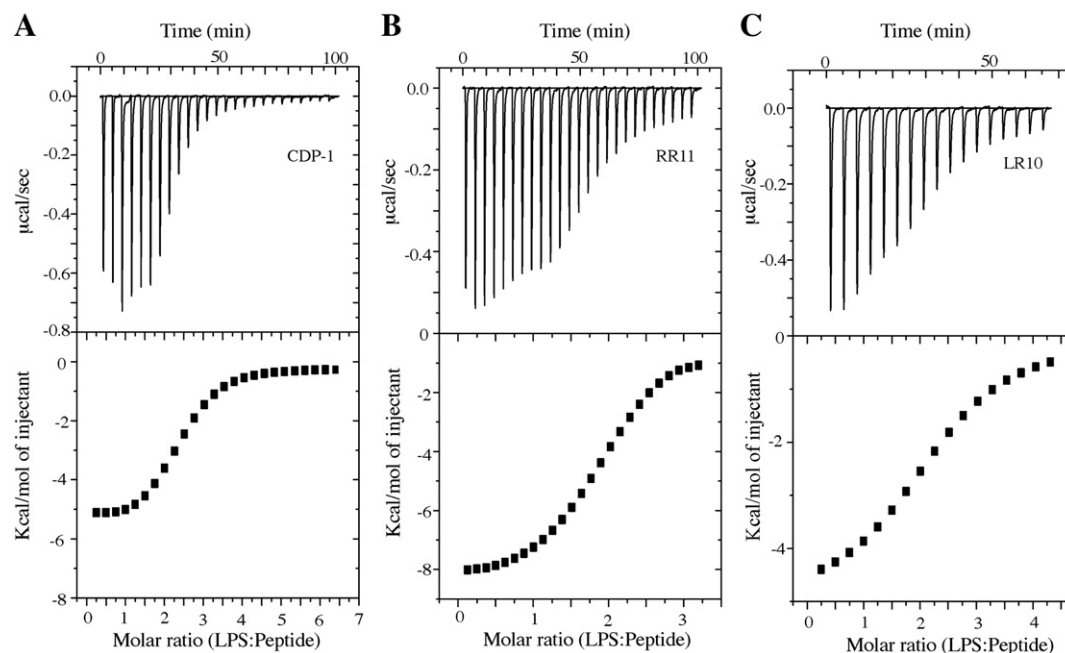 A
Time (min)
0 50 100
0.0
-0.2
-0.4
-0.6
-0.8
µcal/sec
CDP-1
0
-2
-4
-6
-8
Kcal/mol of injectant
0 1 2 3 4 5 6 7
Molar ratio (LPS:Peptide)
B
Time (min)
0 50 100
0.0
-0.2
-0.4
0
µcal/sec
RR11
-2
-4
-6
-8
Kcal/mol of injectant
0 1 2 3
Molar ratio (LPS:Peptide)
C
Time (min)
0 50
0.0
-0.2
-0.4
0
µcal/sec
LR10
-2
-4
Kcal/mol of injectant
0 1 2 3 4
Molar ratio (LPS:Peptide)